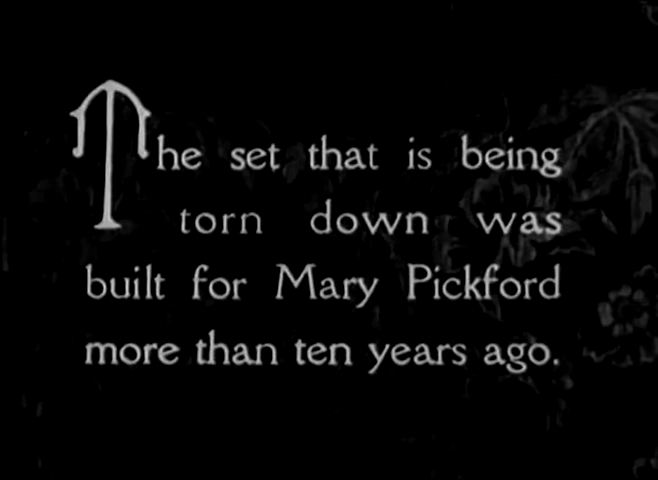 The set that is being
torn down was
built for Mary Pickford
more than ten years ago.